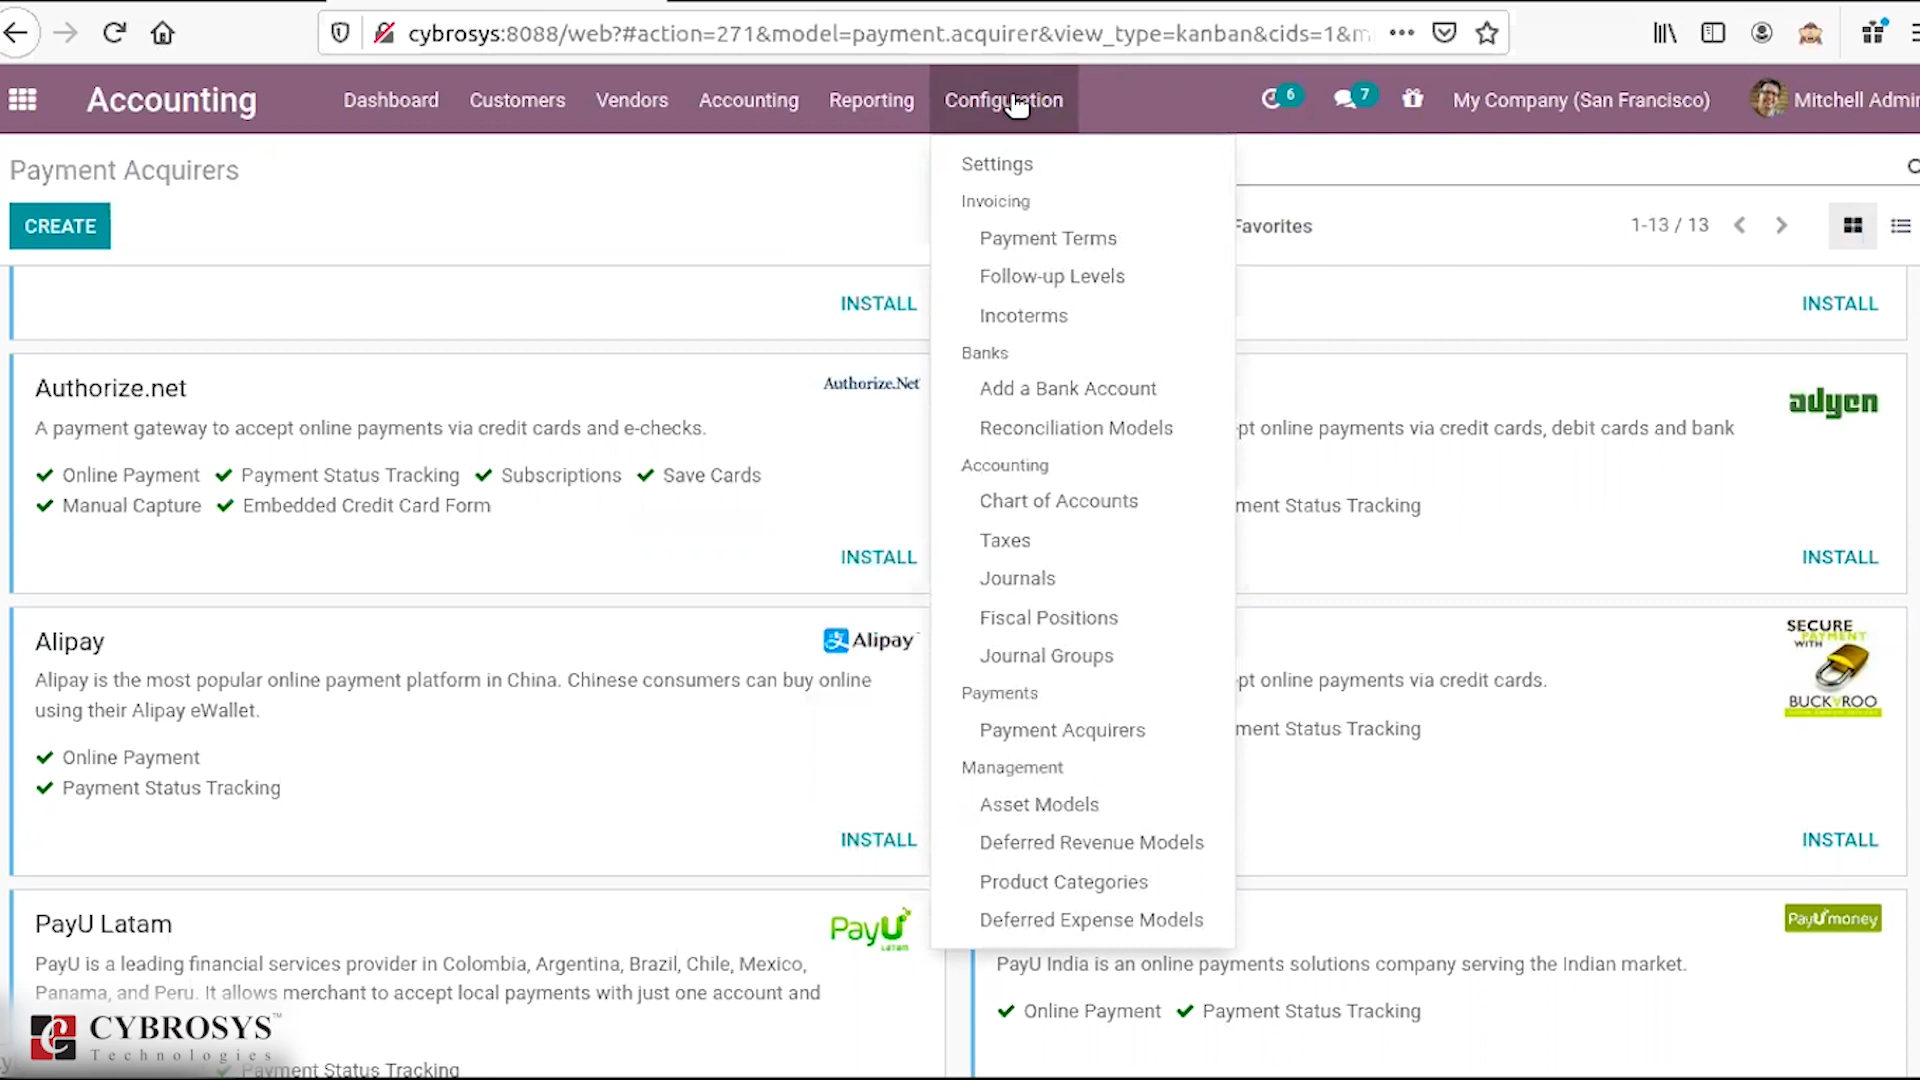 cybrosys:8088/web?#action=271&model=payment.acquirer&view_type=kanban&cids=1&m
Accounting Dashboard Customers Vendors Accounting Reporting Configuration 6 7 My Company (San Francisco) Mitchell Admin
Payment Acquirers
CREATE
Favorites 1-13 / 13
Settings
Invoicing
Payment Terms
Follow-up Levels
Incoterms
Banks
Add a Bank Account
Reconciliation Models
Accounting
Chart of Accounts
Taxes
Journals
Fiscal Positions
Journal Groups
Payments
Payment Acquirers
Management
Asset Models
Deferred Revenue Models
Product Categories
Deferred Expense Models
INSTALL
INSTALL
Authorize.net
Authorize.Net
A payment gateway to accept online payments via credit cards and e-checks.
Online Payment Payment Status Tracking Subscriptions Save Cards
Manual Capture Embedded Credit Card Form
INSTALL
adyen
pt online payments via credit cards, debit cards and bank
ment Status Tracking
INSTALL
Alipay
Alipay
Alipay is the most popular online payment platform in China. Chinese consumers can buy online
using their Alipay eWallet.
Online Payment
Payment Status Tracking
INSTALL
SECURE
PAYMENT
WITH
BUCKAROO
pt online payments via credit cards.
ment Status Tracking
INSTALL
PayU Latam
PayU
LATAM
PayU is a leading financial services provider in Colombia, Argentina, Brazil, Chile, Mexico,
Panama, and Peru. It allows merchant to accept local payments with just one account and
Payment Status Tracking
PayUmoney
PayU India is an online payments solutions company serving the Indian market.
Online Payment Payment Status Tracking
CYBROSYS™
Technologies